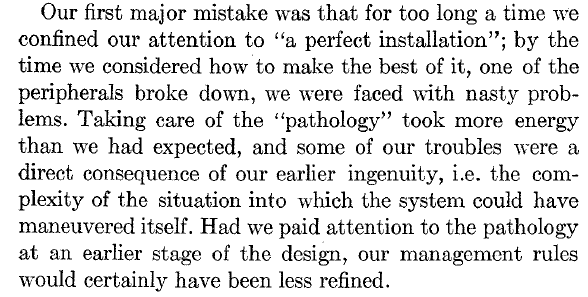 Our first major mistake was that for too long a time we
confined our attention to “a perfect installation”; by the
time we considered how to make the best of it, one of the
peripherals broke down, we were faced with nasty prob-
lems. Taking care of the “pathology” took more energy
than we had expected, and some of our troubles were a
direct consequence of our earlier ingenuity, i.e. the com-
plexity of the situation into which the system could have
maneuvered itself. Had we paid attention to the pathology
at an earlier stage of the design, our management rules
would certainly have been less refined.